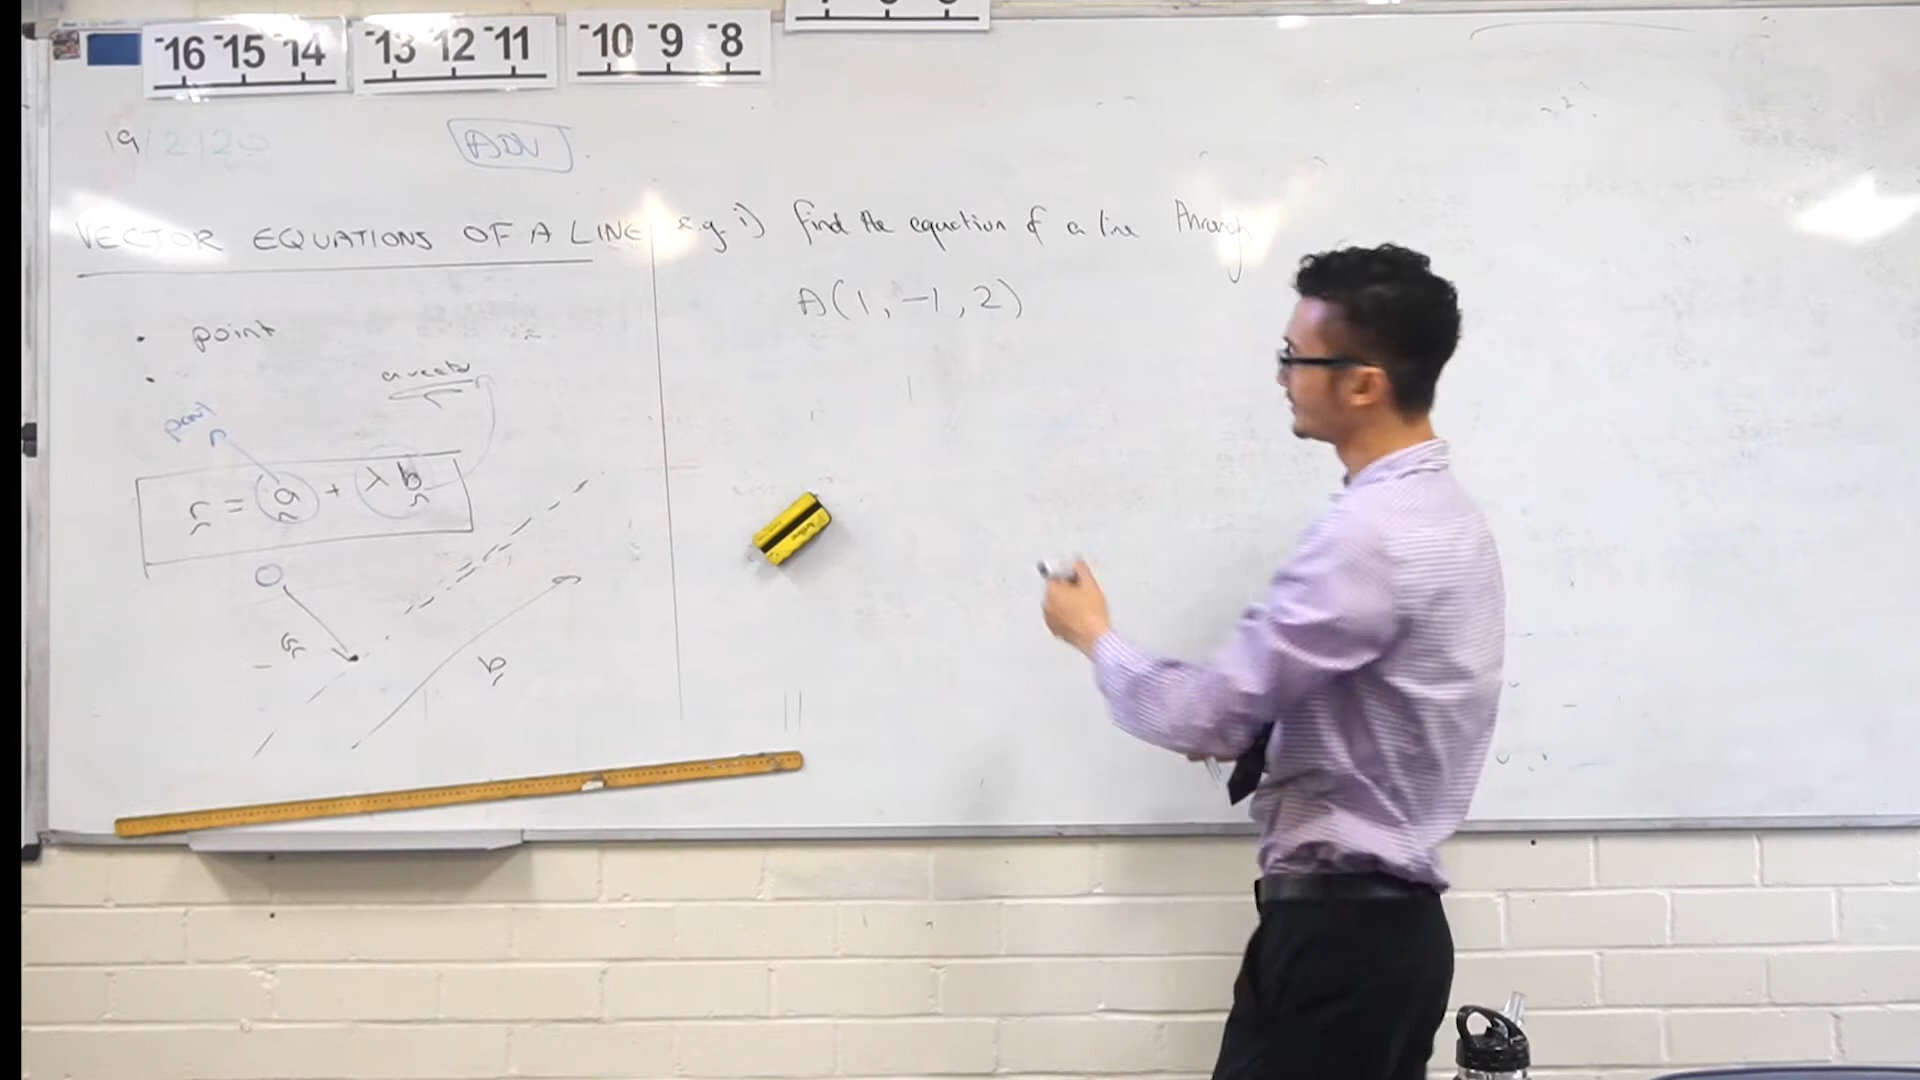 -16 -15 -14 -13 -12 -11 -10 -9 -8
19/2/20
ADV
VECTOR EQUATIONS OF A LINE
• point
•
a vector
point
r = a + λ b
O
a
b
e.g. i) find the equation of a line through
A(1, -1, 2)